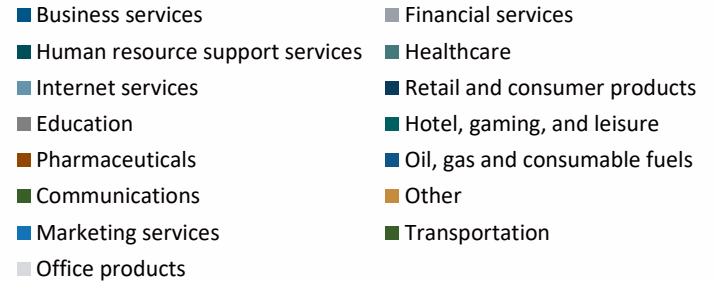 Business services
Human resource support services
Internet services
Education
Pharmaceuticals
Communications
Marketing services
Office products
Financial services
Healthcare
Retail and consumer products
Hotel, gaming, and leisure
Oil, gas and consumable fuels
Other
Transportation